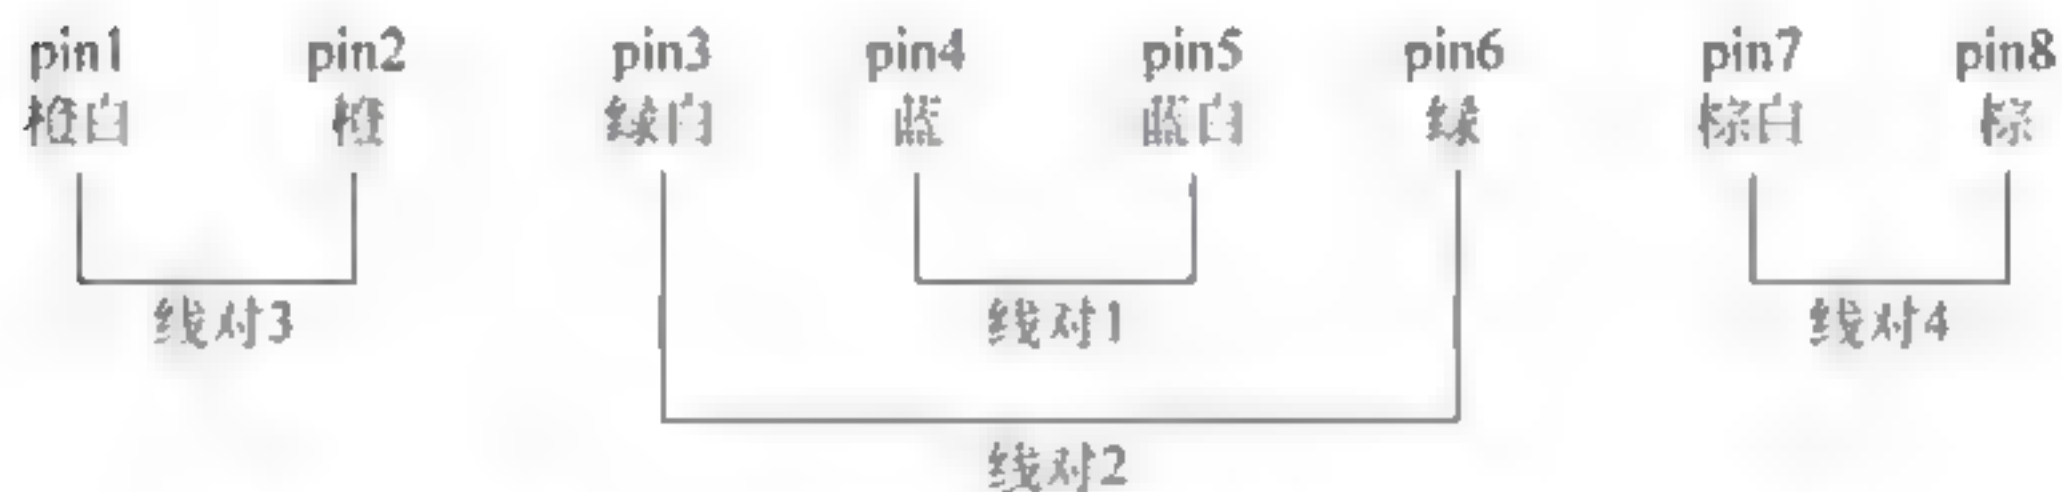 pin1 pin2 pin3 pin4 pin5 pin6 pin7 pin8
橙白 橙 绿白 蓝 蓝白 绿 棕白 棕
线对3 线对1 线对4
线对2